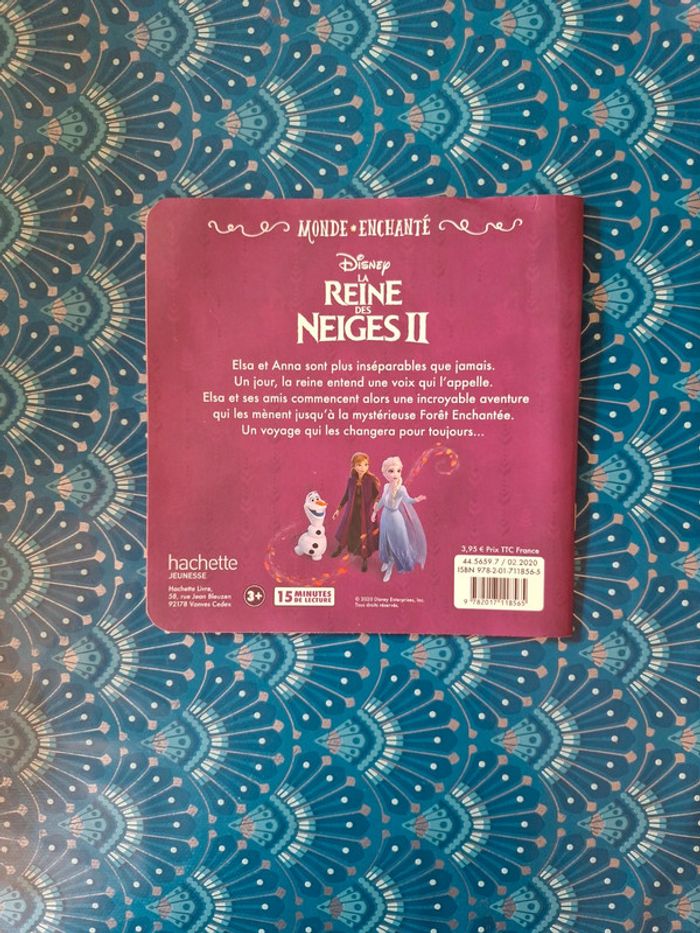 MONDE ENCHANTÉ
Disney
LA
REINE
DES
NEIGES II
Elsa et Anna sont plus inséparables que jamais.
Un jour, la reine entend une voix qui l'appelle.
Elsa et ses amis commencent alors une incroyable aventure
qui les mènent jusqu'à la mystérieuse Forêt Enchantée.
Un voyage qui les changera pour toujours...
hachette
JEUNESSE
Hachette Livre,
58, rue Jean Bleuzen
92178 Vanves Cedex
3+
15 MINUTES
DE LECTURE
© 2020 Disney Enterprises, Inc.
Tous droits réservés.
3,95 € Prix TTC France
44.5659.7 / 02.2020
ISBN 978-2-01-711856-5
9 782017 118565